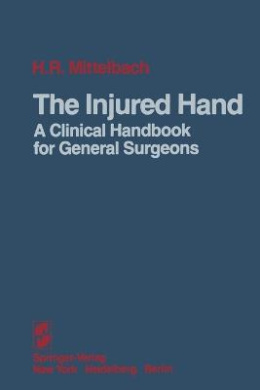 H.R. Mittelbach
The Injured Hand
A Clinical Handbook
for General Surgeons
Springer-Verlag
New York Heidelberg Berlin